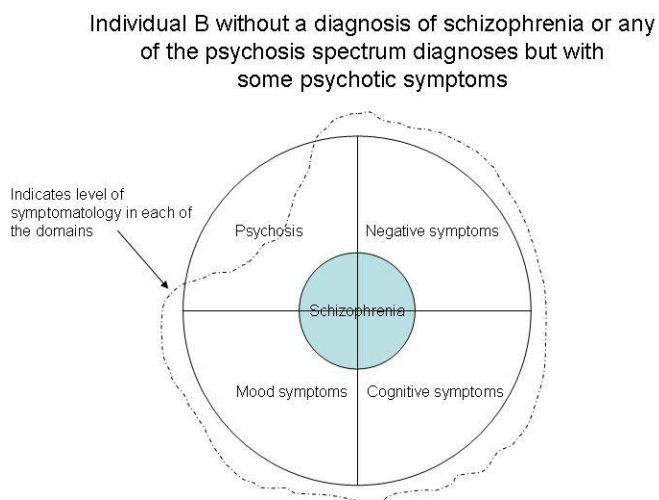 Individual B without a diagnosis of schizophrenia or any
of the psychosis spectrum diagnoses but with
some psychotic symptoms
Indicates level of
symptomatology in each of
the domains
Psychosis
Negative symptoms
Schizophrenia
Mood symptoms
Cognitive symptoms